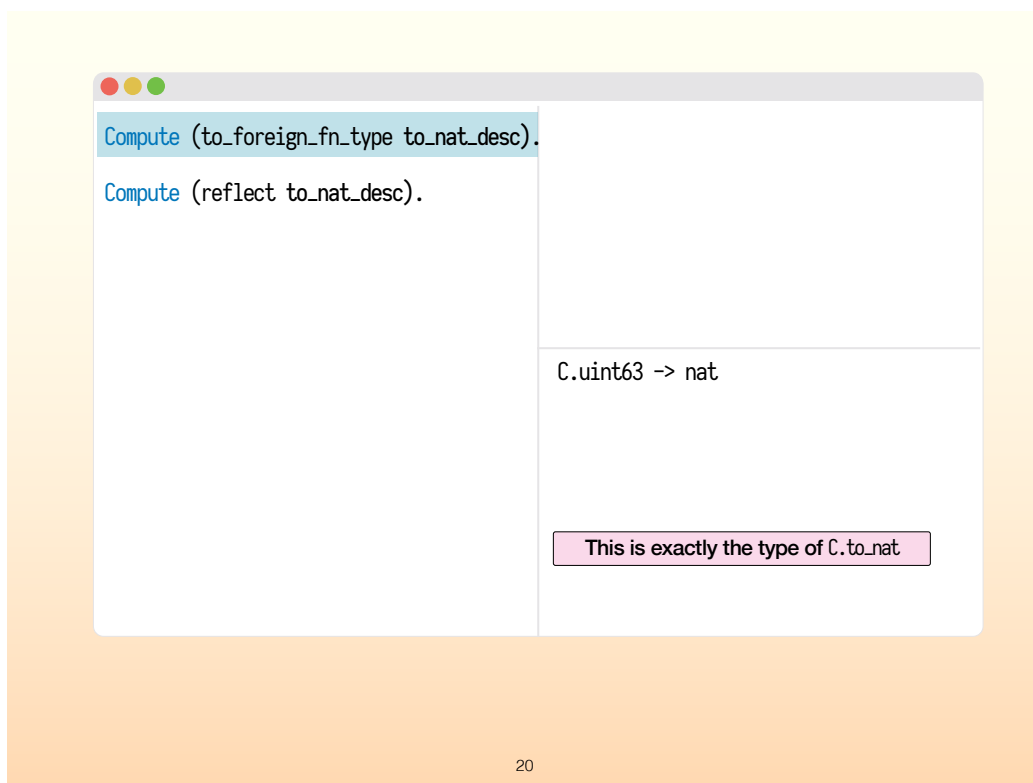 Compute (to_foreign_fn_type to_nat_desc).
Compute (reflect to_nat_desc).
C.uint63 -> nat
This is exactly the type of C.to_nat
20